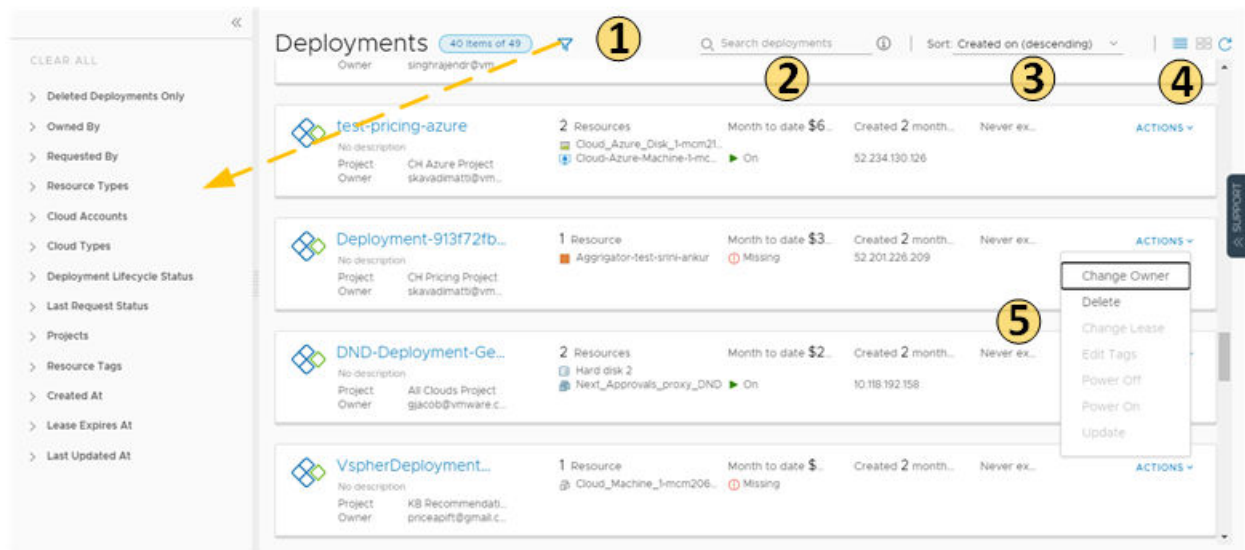 «
CLEAR ALL
> Deleted Deployments Only
> Owned By
> Requested By
> Resource Types
> Cloud Accounts
> Cloud Types
> Deployment Lifecycle Status
> Last Request Status
> Projects
> Resource Tags
> Created At
> Lease Expires At
> Last Updated At
Deployments 40 items of 49 1 Search deployments Sort: Created on (descending)
2 3 4
Owner singhrajendr@vm...
test-pricing-azure 2 Resources Month to date $6... Created 2 month... Never ex... ACTIONS
No description Cloud_Azure_Disk_1-mcm21...
Cloud-Azure-Machine-1-mc... On 52.234.130.126
Project CH Azure Project
Owner skavadimatti@vm...
SUPPORT
Deployment-913f72fb... 1 Resource Month to date $3... Created 2 month... Never ex... ACTIONS
No description Aggrigator-test-srini-ankur Missing 52.201.226.209
Project CH Pricing Project
Owner skavadimatti@vm...
Change Owner
Delete
Change Lease
Edit Tags
Power Off
Power On
Update
5
DND-Deployment-Ge... 2 Resources Month to date $2... Created 2 month... Never ex...
No description Hard disk 2
Next_Approvals_proxy_DND On 10.118.192.158
Project All Clouds Project
Owner gjacob@vmware.c...
VspherDeployment... 1 Resource Month to date $... Created 2 month... Never ex... ACTIONS
No description Cloud_Machine_1-mcm206... Missing
Project KB Recommendati...
Owner priceapift@gmail.c...